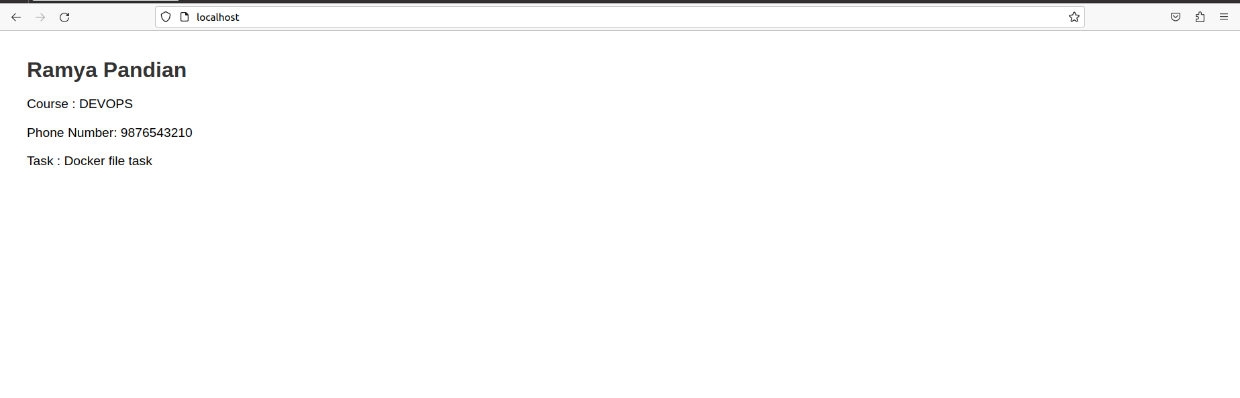 localhost
Ramya Pandian
Course : DEVOPS
Phone Number: 9876543210
Task : Docker file task